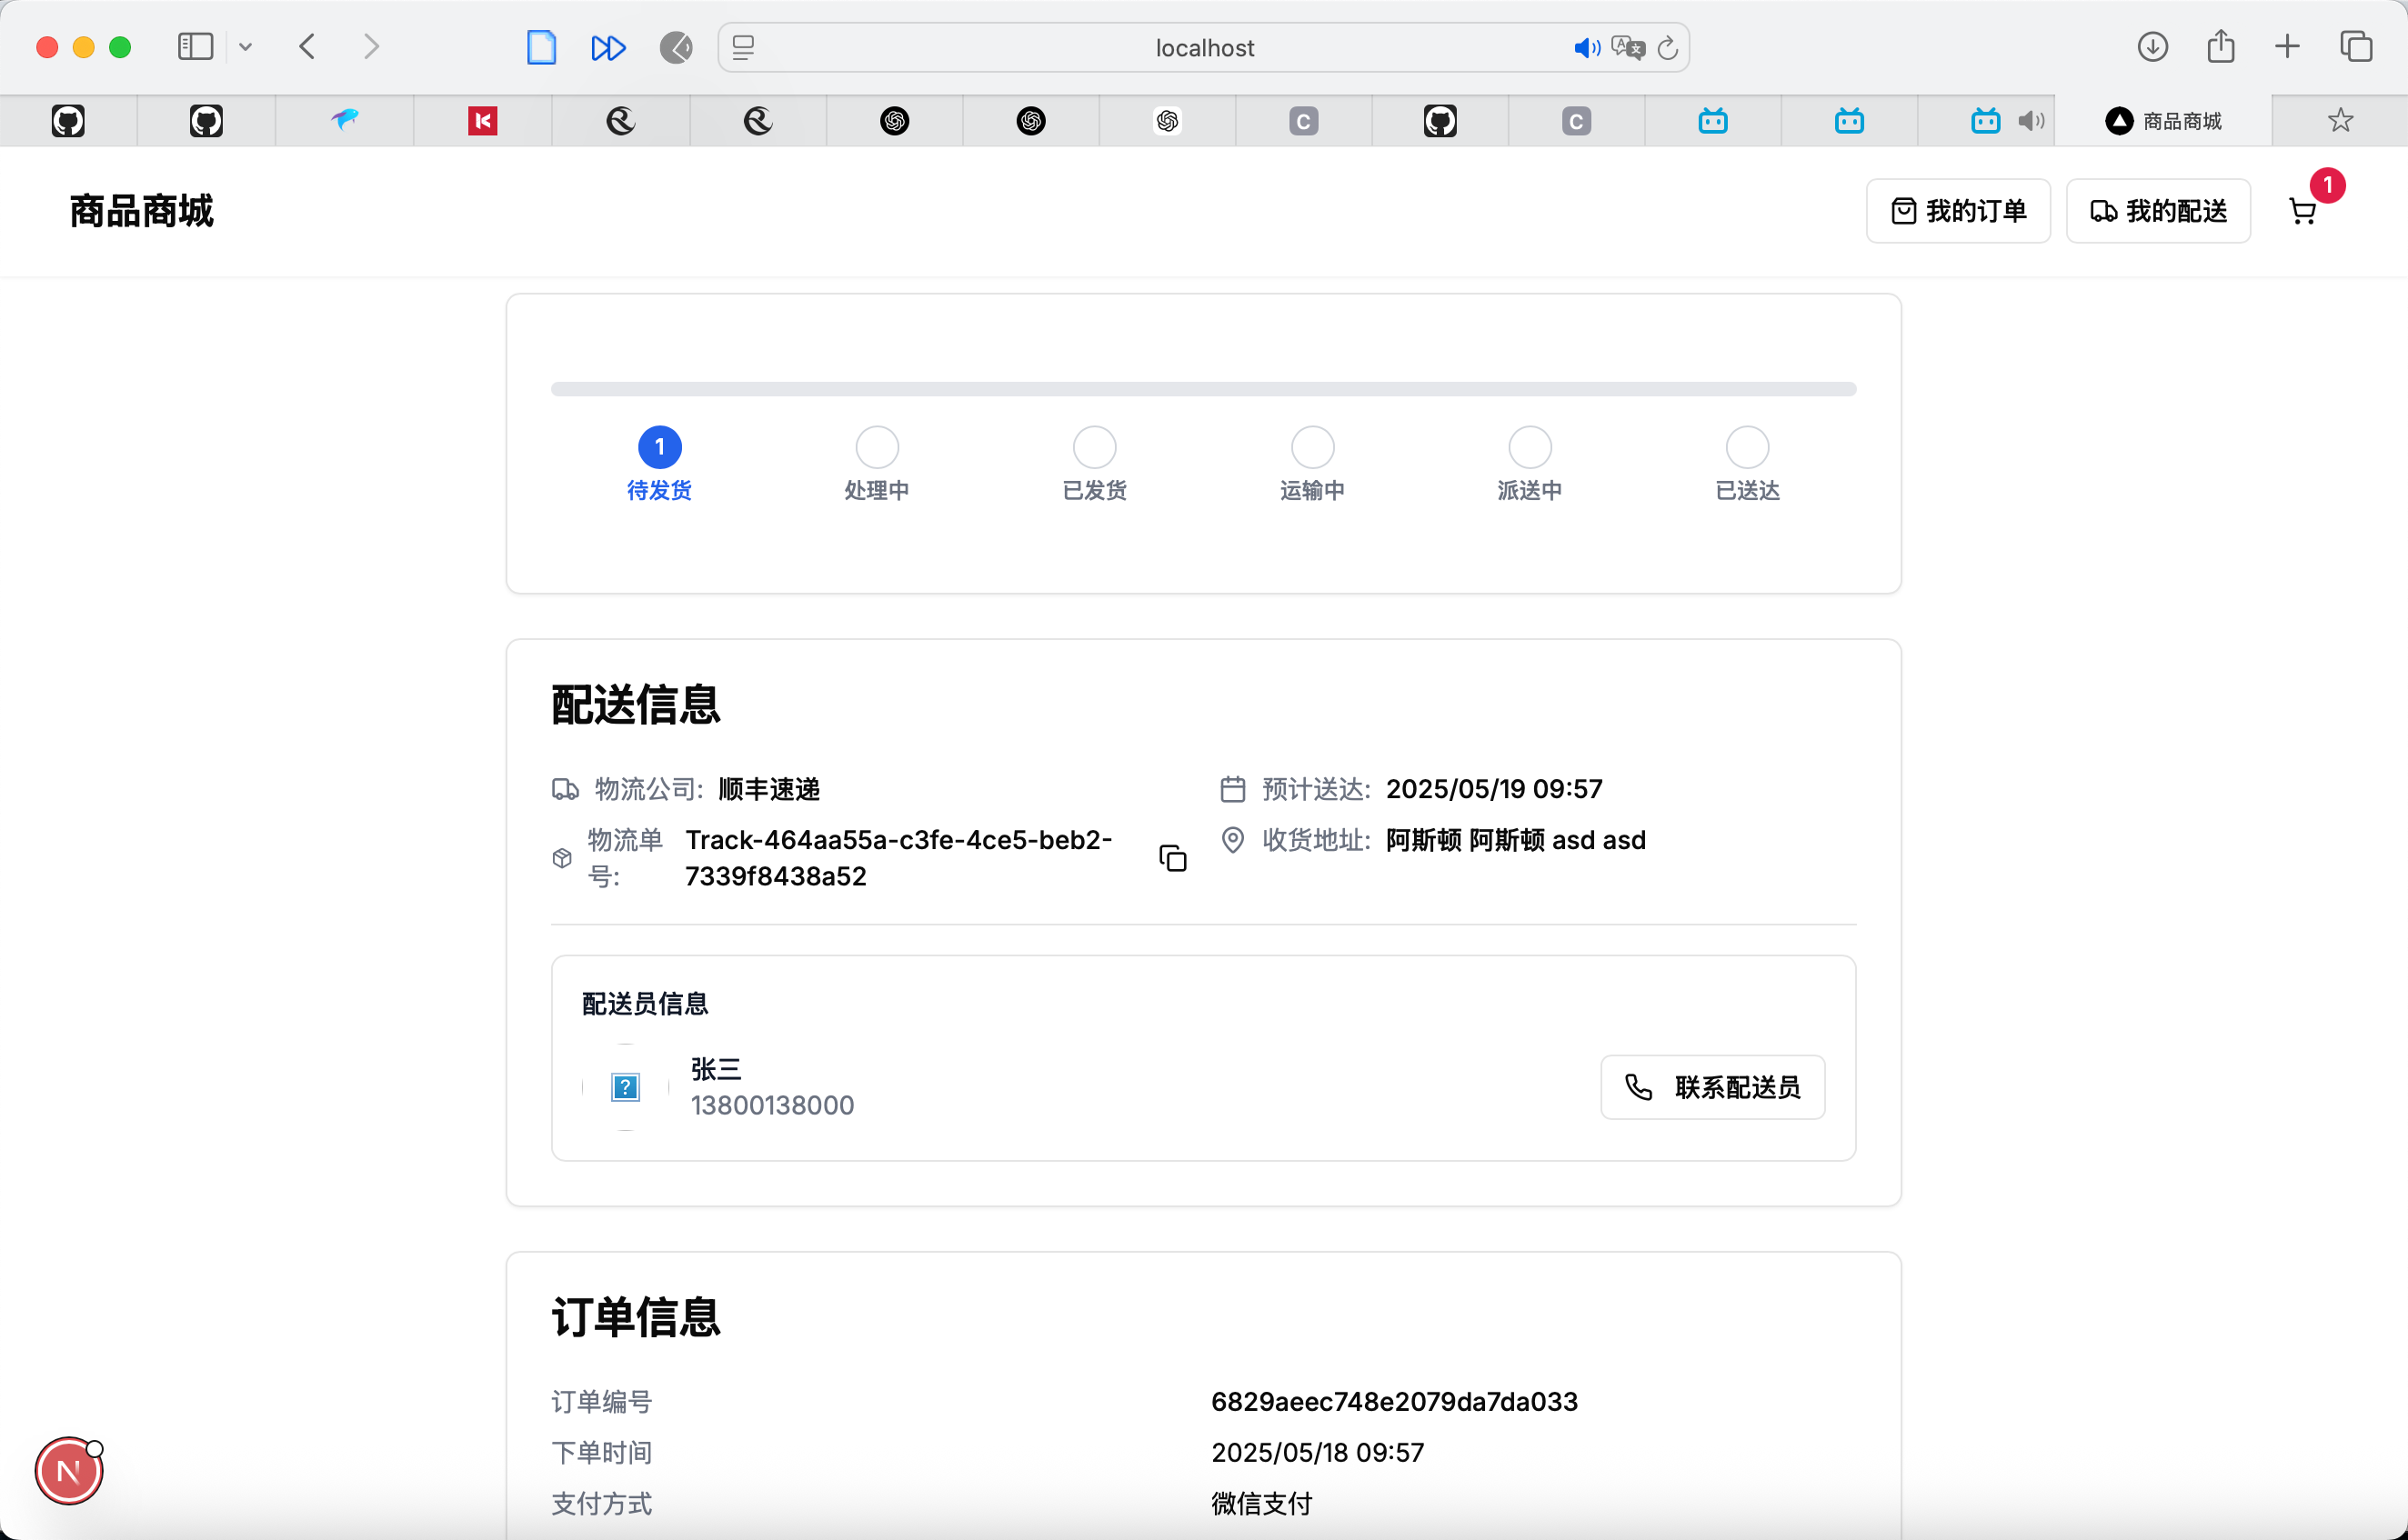 localhost
C
C
商品商城
商品商城
我的订单
我的配送
1
1
待发货
处理中
已发货
运输中
派送中
已送达
配送信息
物流公司: 顺丰速递
预计送达: 2025/05/19 09:57
物流单号: Track-464aa55a-c3fe-4ce5-beb2-
7339f8438a52
收货地址: 阿斯顿 阿斯顿 asd asd
配送员信息
?
张三
13800138000
联系配送员
订单信息
订单编号 6829aeec748e2079da7da033
下单时间 2025/05/18 09:57
支付方式 微信支付
N